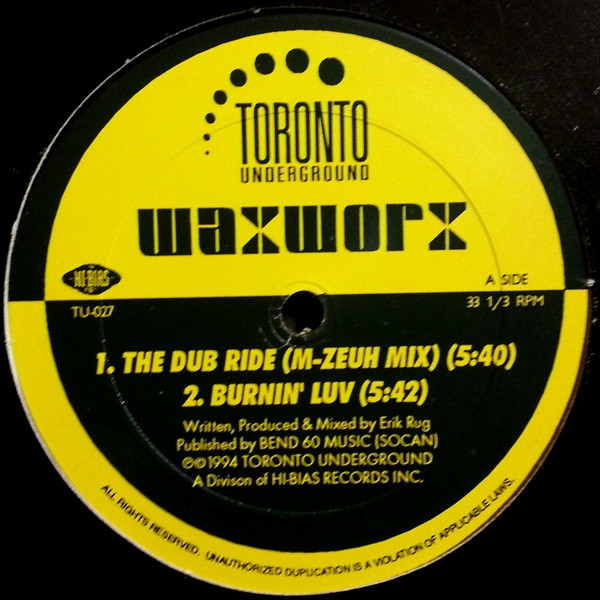 TORONTO
UNDERGROUND
waxworx
HI-BIAS
A SIDE
TU-027
33 1/3 RPM
1. THE DUB RIDE (M-ZEUH MIX) (5:40)
2. BURNIN' LUV (5:42)
Written, Produced & Mixed by Erik Rug
Published by BEND 60 MUSIC (SOCAN)
℗©1994 TORONTO UNDERGROUND
A Divison of HI-BIAS RECORDS INC.
ALL RIGHTS RESERVED. UNAUTHORIZED DUPLICATION IS A VIOLATION OF APPLICABLE LAWS.